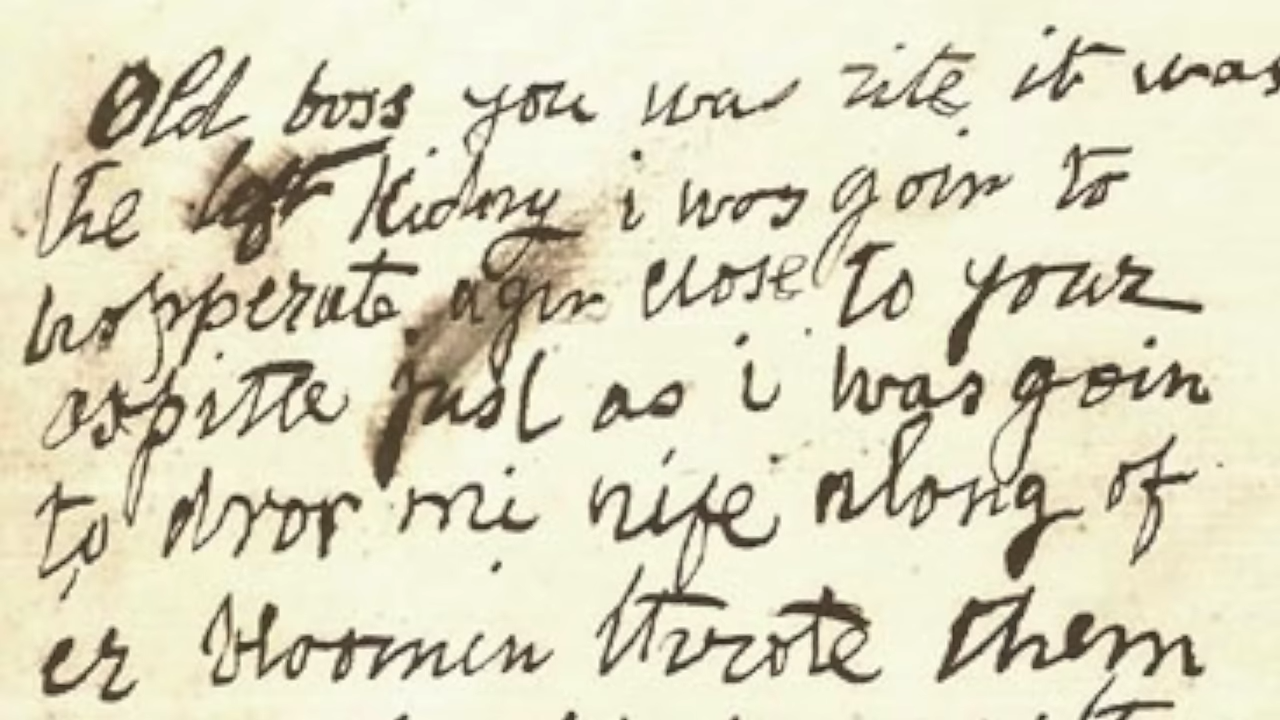 Old boss you was rite it was
the left kidny i was goin to
hopperate agin close to your
ospitle just as i was goin
to dror mi nife along of
er bloomin throte them